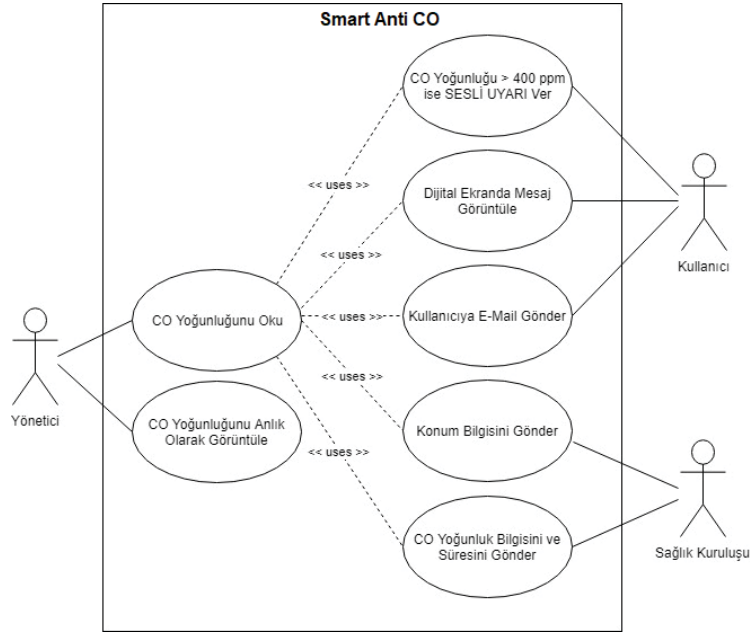 Smart Anti CO
CO Yoğunluğu > 400 ppm
ise SESLİ UYARI Ver
<< uses >>
Dijital Ekranda Mesaj
Görüntüle
<< uses >>
Kullanıcı
CO Yoğunluğunu Oku
<< uses >>
Kullanıcıya E-Mail Gönder
<< uses >>
Yönetici
CO Yoğunluğunu Anlık
Olarak Görüntüle
Konum Bilgisini Gönder
<< uses >>
CO Yoğunluk Bilgisini ve
Süresini Gönder
Sağlık Kuruluşu